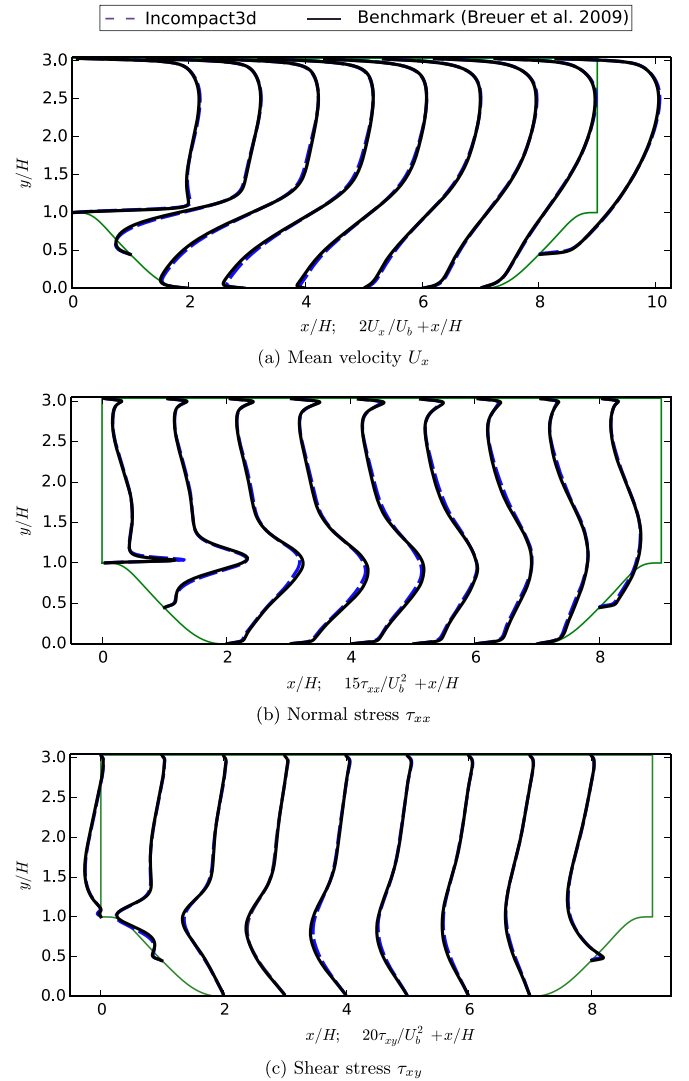 Incompact3d
Benchmark (Breuer et al. 2009)
3.0
2.5
2.0
1.5
1.0
0.5
0.0
y/H
0 2 4 6 8 10
x/H; 2U_x/U_b + x/H
(a) Mean velocity U_x
3.0
2.5
2.0
1.5
1.0
0.5
0.0
y/H
0 2 4 6 8
x/H; 15τ_xx/U_b^2 + x/H
(b) Normal stress τ_xx
3.0
2.5
2.0
1.5
1.0
0.5
0.0
y/H
0 2 4 6 8
x/H; 20τ_xy/U_b^2 + x/H
(c) Shear stress τ_xy